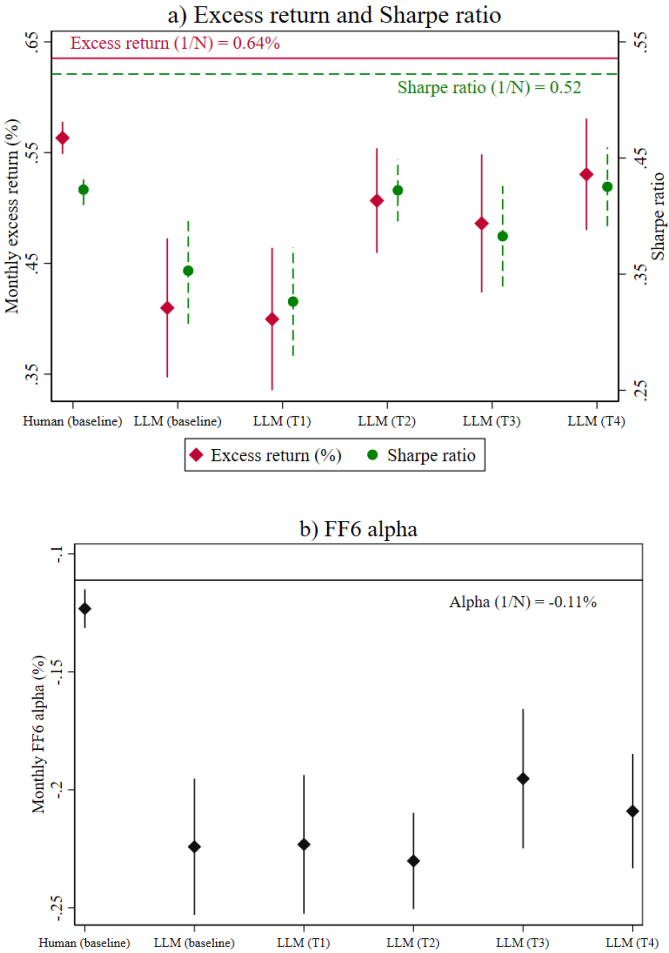 a) Excess return and Sharpe ratio
Monthly excess return (%)
.65
.55
.45
.35
Excess return (1/N) = 0.64%
Sharpe ratio (1/N) = 0.52
.55
.45
.35
.25
Sharpe ratio
Human (baseline) LLM (baseline) LLM (T1) LLM (T2) LLM (T3) LLM (T4)
Excess return (%) Sharpe ratio
b) FF6 alpha
Monthly FF6 alpha (%)
-.1
-.15
-.2
-.25
Alpha (1/N) = -0.11%
Human (baseline) LLM (baseline) LLM (T1) LLM (T2) LLM (T3) LLM (T4)